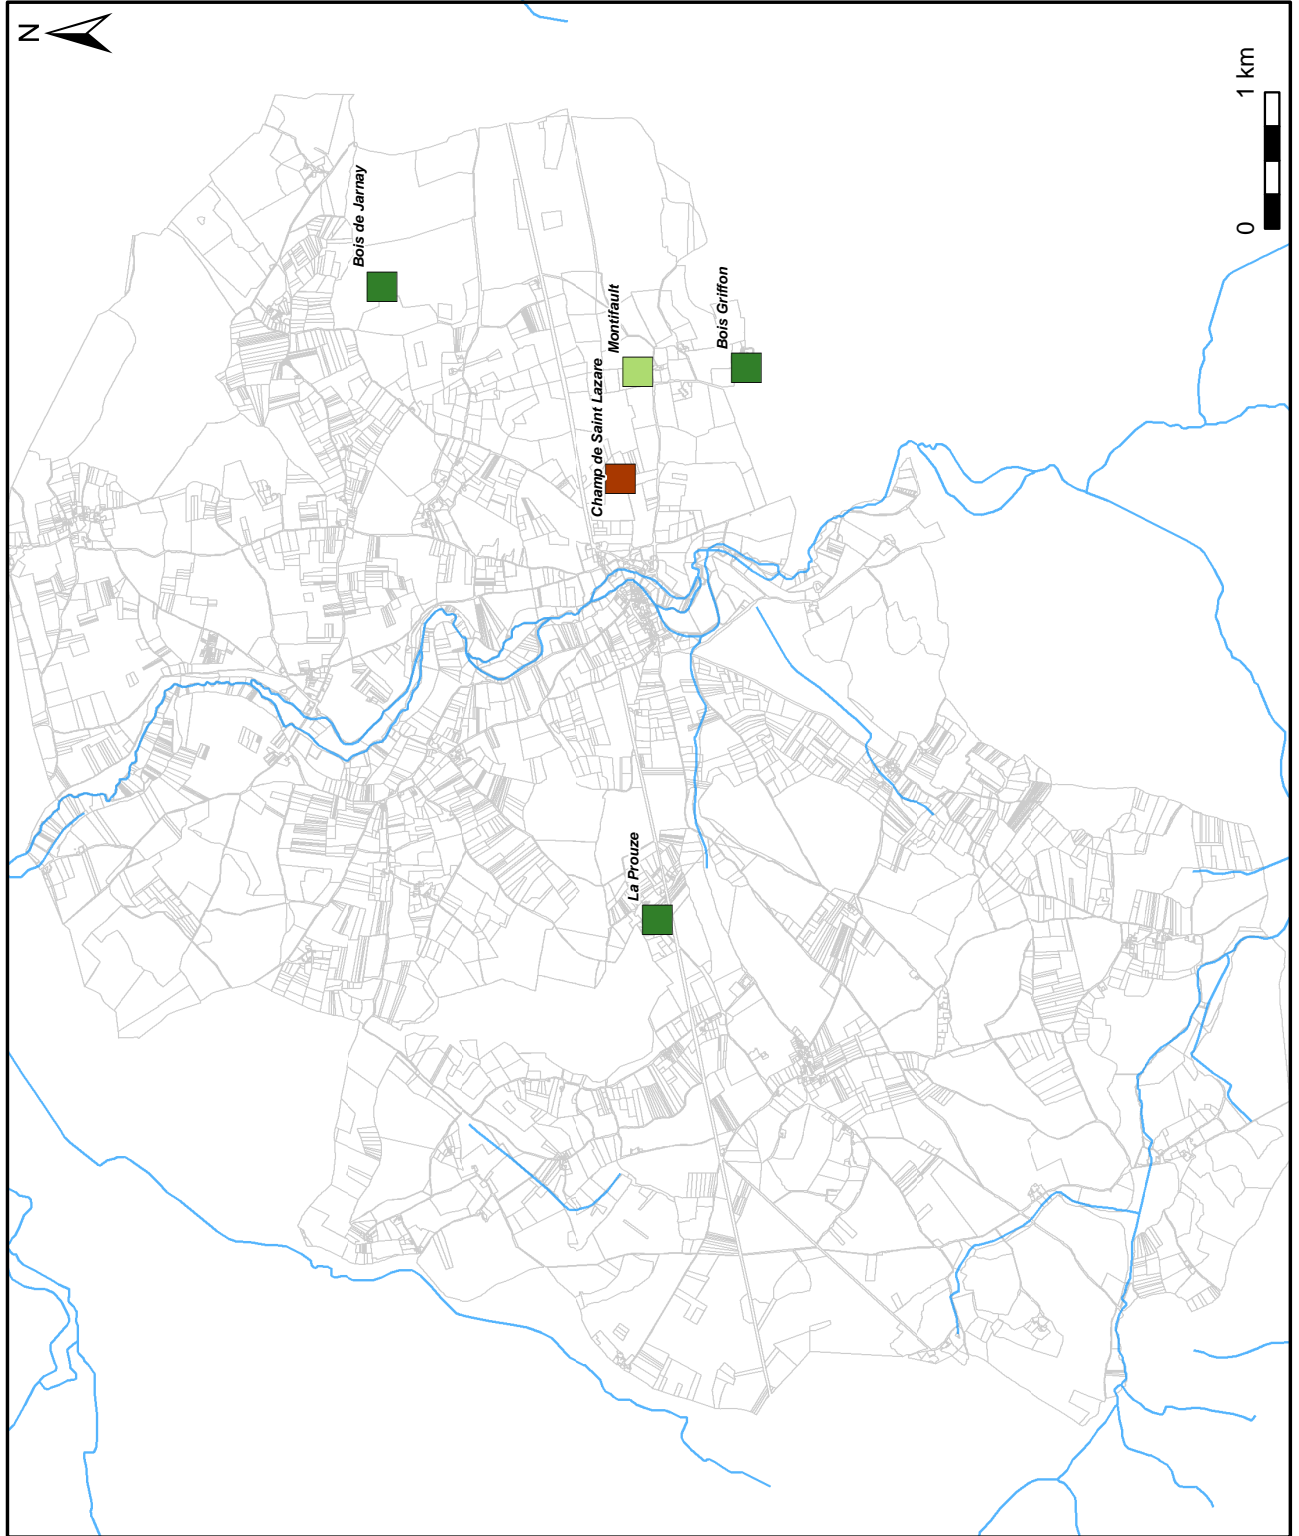 N
Bois de Jarnay
Champ de Saint Lazare
Montifault
Bois Griffon
La Prouze
0
1 km